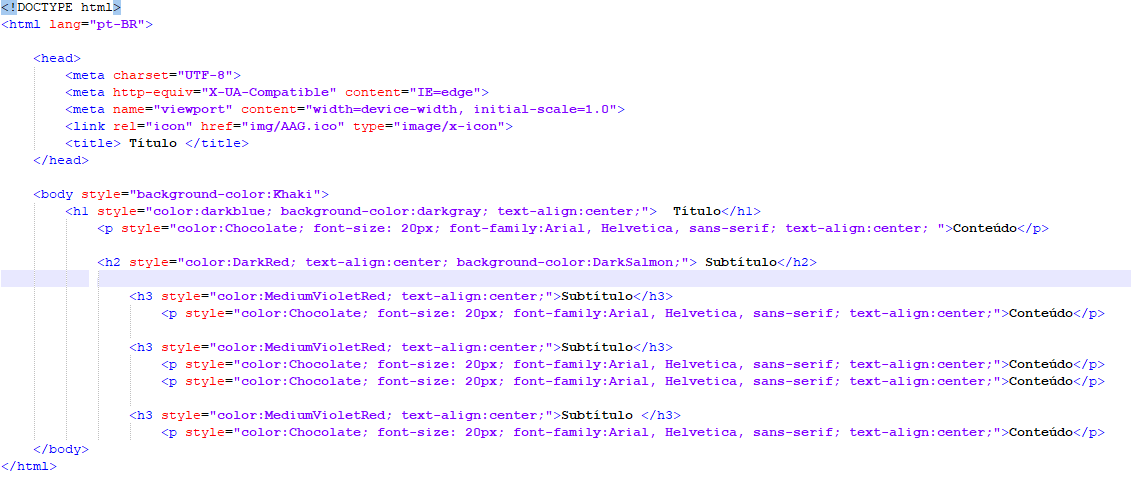 <!DOCTYPE html>
<html lang="pt-BR">
<head>
<meta charset="UTF-8">
<meta http-equiv="X-UA-Compatible" content="IE=edge">
<meta name="viewport" content="width=device-width, initial-scale=1.0">
<link rel="icon" href="img/AAG.ico" type="image/x-icon">
<title> Título </title>
</head>
<body style="background-color:Khaki">
<h1 style="color:darkblue; background-color:darkgray; text-align:center;">  Título</h1>
<p style="color:Chocolate; font-size: 20px; font-family:Arial, Helvetica, sans-serif; text-align:center; ">Conteúdo</p>
<h2 style="color:DarkRed; text-align:center; background-color:DarkSalmon;"> Subtítulo</h2>
<h3 style="color:MediumVioletRed; text-align:center;">Subtítulo</h3>
<p style="color:Chocolate; font-size: 20px; font-family:Arial, Helvetica, sans-serif; text-align:center;">Conteúdo</p>
<h3 style="color:MediumVioletRed; text-align:center;">Subtítulo</h3>
<p style="color:Chocolate; font-size: 20px; font-family:Arial, Helvetica, sans-serif; text-align:center;">Conteúdo</p>
<p style="color:Chocolate; font-size: 20px; font-family:Arial, Helvetica, sans-serif; text-align:center;">Conteúdo</p>
<h3 style="color:MediumVioletRed; text-align:center;">Subtítulo </h3>
<p style="color:Chocolate; font-size: 20px; font-family:Arial, Helvetica, sans-serif; text-align:center;">Conteúdo</p>
</body>
</html>